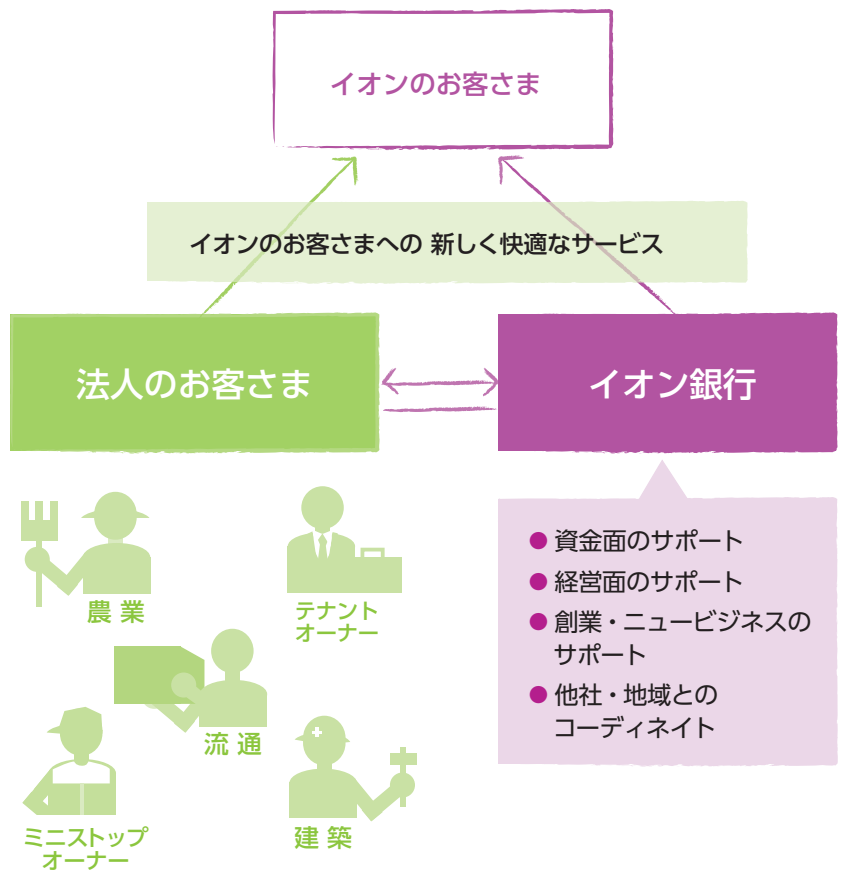 イオンのお客さま
イオンのお客さまへの 新しく快適なサービス
法人のお客さま
イオン銀行
農 業
テナント
オーナー
流 通
ミニストップ
オーナー
建 築
● 資金面のサポート
● 経営面のサポート
● 創業・ニュービジネスの
サポート
● 他社・地域との
コーディネイト